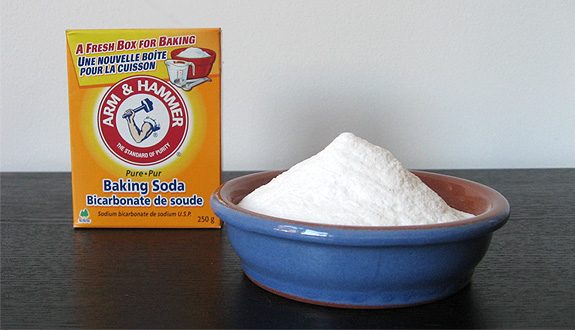 A FRESH BOX FOR BAKING
UNE NOUVELLE BOÎTE
POUR LA CUISSON
ARM & HAMMER
THE STANDARD OF PURITY
Pure • Pur
Baking Soda
Bicarbonate de soude
Sodium bicarbonate de sodium U.S.P.
250 g